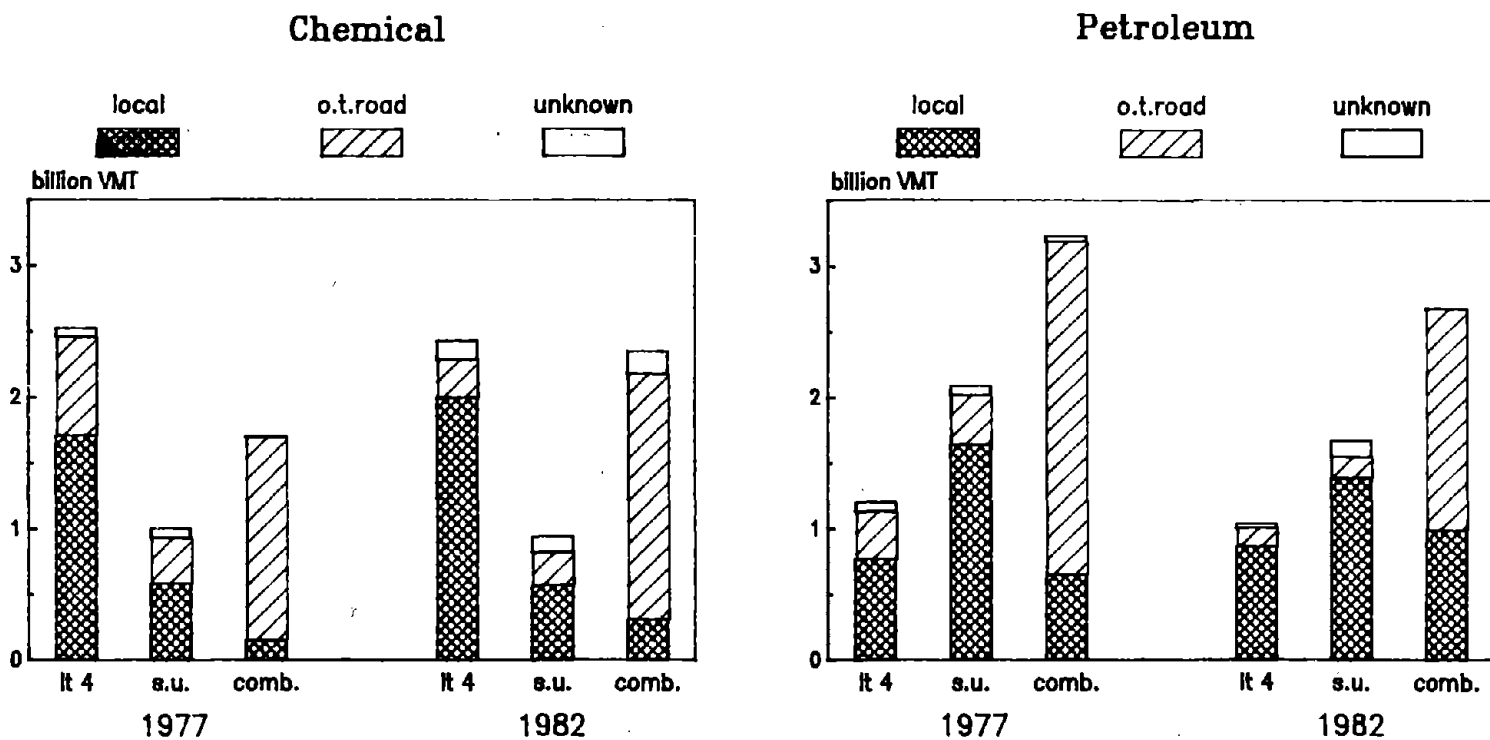 Chemical
local o.t.road unknown
billion VMT
3
2
1
0
lt 4 s.u. comb. lt 4 s.u. comb.
1977 1982
Petroleum
local o.t.road unknown
billion VMT
3
2
1
0
lt 4 s.u. comb. lt 4 s.u. comb.
1977 1982